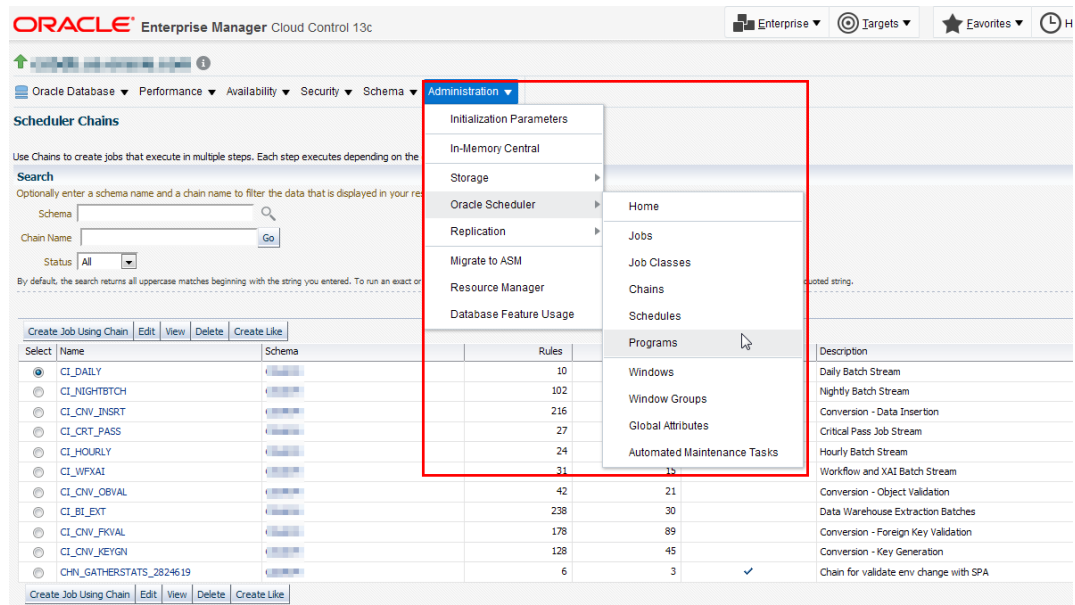 ORACLE® Enterprise Manager Cloud Control 13c
Enterprise ▼ Targets ▼ Favorites ▼ H
Oracle Database ▼ Performance ▼ Availability ▼ Security ▼ Schema ▼ Administration ▼
Scheduler Chains
Use Chains to create jobs that execute in multiple steps. Each step executes depending on the
Search
Optionally enter a schema name and a chain name to filter the data that is displayed in your res
Schema
Chain Name Go
Status All
By default, the search returns all uppercase matches beginning with the string you entered. To run an exact or
uoted string.
Initialization Parameters
In-Memory Central
Storage
Oracle Scheduler
Replication
Migrate to ASM
Resource Manager
Database Feature Usage
Home
Jobs
Job Classes
Chains
Schedules
Programs
Windows
Window Groups
Global Attributes
Automated Maintenance Tasks
Create Job Using Chain Edit View Delete Create Like
Select Name Schema Rules Description
CI_DAILY 10 Daily Batch Stream
CI_NIGHTBTCH 102 Nightly Batch Stream
CI_CNV_INSRT 216 Conversion - Data Insertion
CI_CRT_PASS 27 Critical Pass Job Stream
CI_HOURLY 24 Hourly Batch Stream
CI_WFXAI 31 15 Workflow and XAI Batch Stream
CI_CNV_OBVAL 42 21 Conversion - Object Validation
CI_BI_EXT 238 30 Data Warehouse Extraction Batches
CI_CNV_FKVAL 178 89 Conversion - Foreign Key Validation
CI_CNV_KEYGN 128 45 Conversion - Key Generation
CHN_GATHERSTATS_2824619 6 3 ✓ Chain for validate env change with SPA
Create Job Using Chain Edit View Delete Create Like